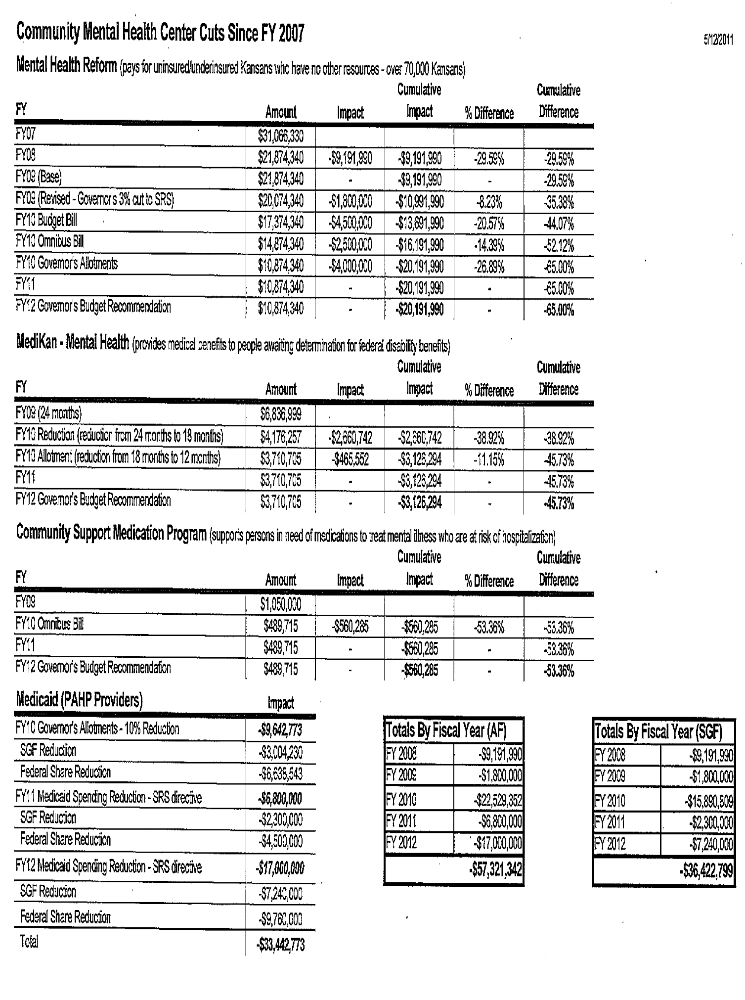 Community Mental Health Center Cuts Since FY 2007
5/12/2011
Mental Health Reform (pays for uninsured/underinsured Kansans who have no other resources - over 70,000 Kansans)
Cumulative Cumulative
FY Amount Impact Impact % Difference Difference
FY07 $31,066,330
FY08 $21,874,340 -$9,191,990 -$9,191,990 -29.59% -29.59%
FY09 (Base) $21,874,340 - -$9,191,990 - -29.59%
FY09 (Revised - Governor's 3% cut to SRS) $20,074,340 -$1,800,000 -$10,991,990 -8.23% -35.38%
FY10 Budget Bill $17,374,340 -$4,500,000 -$13,691,990 -20.57% -44.07%
FY10 Omnibus Bill $14,874,340 -$2,500,000 -$16,191,990 -14.39% -52.12%
FY10 Governor's Allotments $10,874,340 -$4,000,000 -$20,191,990 -26.89% -65.00%
FY11 $10,874,340 - -$20,191,990 - -65.00%
FY12 Governor's Budget Recommendation $10,874,340 - -$20,191,990 - -65.00%
MediKan - Mental Health (provides medical benefits to people awaiting determination for federal disability benefits)
Cumulative Cumulative
FY Amount Impact Impact % Difference Difference
FY09 (24 months) $6,836,999
FY10 Reduction (reduction from 24 months to 18 months) $4,176,257 -$2,660,742 -$2,660,742 -38.92% -38.92%
FY10 Allotment (reduction from 18 months to 12 months) $3,710,705 -$465,552 -$3,126,294 -11.15% -45.73%
FY11 $3,710,705 - -$3,126,294 - -45.73%
FY12 Governor's Budget Recommendation $3,710,705 - -$3,126,294 - -45.73%
Community Support Medication Program (supports persons in need of medications to treat mental illness who are at risk of hospitalization)
Cumulative Cumulative
FY Amount Impact Impact % Difference Difference
FY09 $1,050,000
FY10 Omnibus Bill $489,715 -$560,285 -$560,285 -53.36% -53.36%
FY11 $489,715 - -$560,285 - -53.36%
FY12 Governor's Budget Recommendation $489,715 - -$560,285 - -53.36%
Medicaid (PAHP Providers) Impact
FY10 Governor's Allotments - 10% Reduction -$9,642,773
SGF Reduction -$3,004,230
Federal Share Reduction -$6,638,543
FY11 Medicaid Spending Reduction - SRS directive -$6,800,000
SGF Reduction -$2,300,000
Federal Share Reduction -$4,500,000
FY12 Medicaid Spending Reduction - SRS directive -$17,000,000
SGF Reduction -$7,240,000
Federal Share Reduction -$9,760,000
Total -$33,442,773
Totals By Fiscal Year (AF)
FY 2008 -$9,191,990
FY 2009 -$1,800,000
FY 2010 -$22,529,352
FY 2011 -$6,800,000
FY 2012 -$17,000,000
-$57,321,342
Totals By Fiscal Year (SGF)
FY 2008 -$9,191,990
FY 2009 -$1,800,000
FY 2010 -$15,890,809
FY 2011 -$2,300,000
FY 2012 -$7,240,000
-$36,422,799